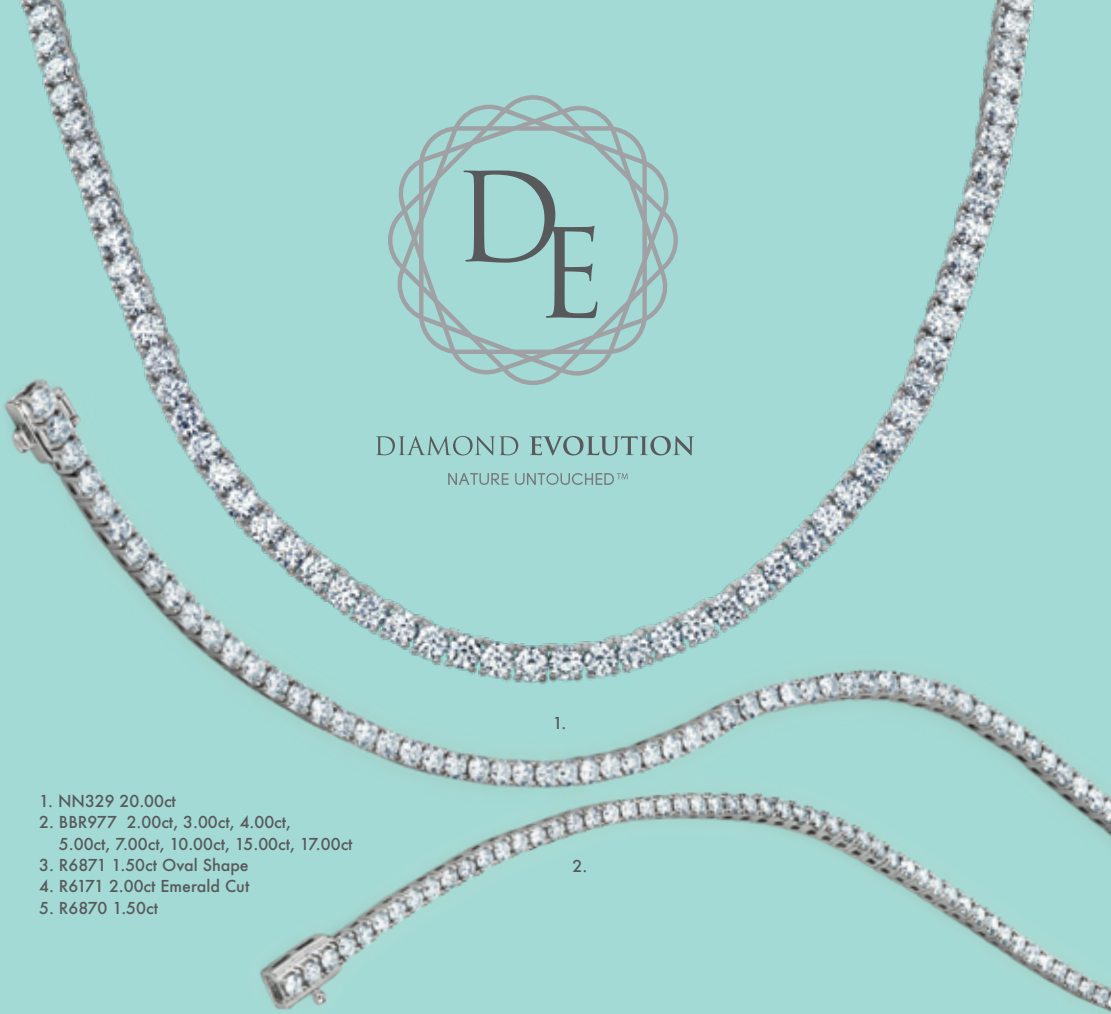 DE
DIAMOND EVOLUTION
NATURE UNTOUCHED™
1.
1. NN329 20.00ct
2. BBR977 2.00ct, 3.00ct, 4.00ct,
5.00ct, 7.00ct, 10.00ct, 15.00ct, 17.00ct
3. R6871 1.50ct Oval Shape
4. R6171 2.00ct Emerald Cut
5. R6870 1.50ct
2.